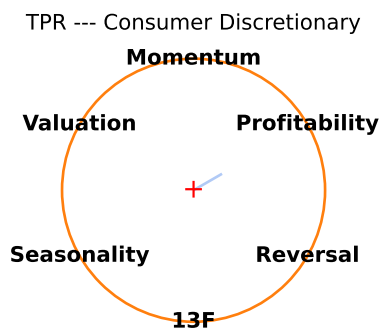 TPR --- Consumer Discretionary
Momentum
Valuation
Profitability
Seasonality
Reversal
13F